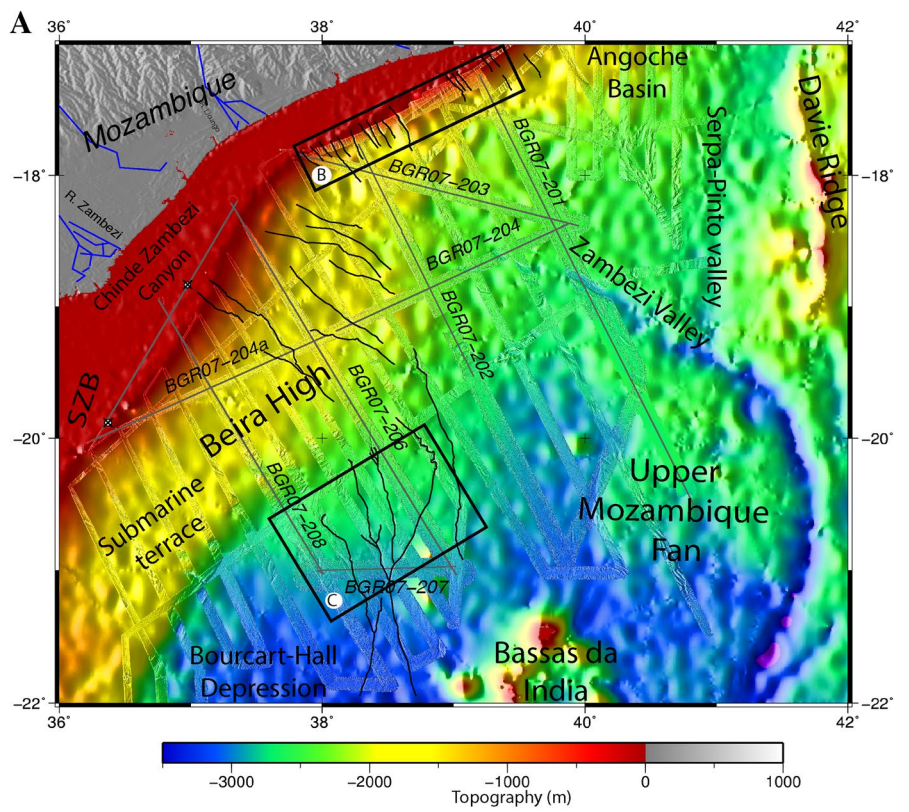 A
36°
38°
40°
42°
Angoche
Basin
Mozambique
Davie Ridge
Serpa-Pinto valley
BGR07-201
B
BGR07-203
−18°
−18°
R. Zambezi
Chinde Zambezi
Canyon
BGR07-204
Zambezi Valley
BGR07-202
BGR07-204a
SZB
Beira High
BGR07-206
−20°
−20°
BGR07-208
Upper
Mozambique
Fan
Submarine
terrace
BGR07-207
C
Bourcart-Hall
Depression
Bassas da
India
−22°
−22°
36°
38°
40°
42°
−3000
−2000
−1000
0
1000
Topography (m)